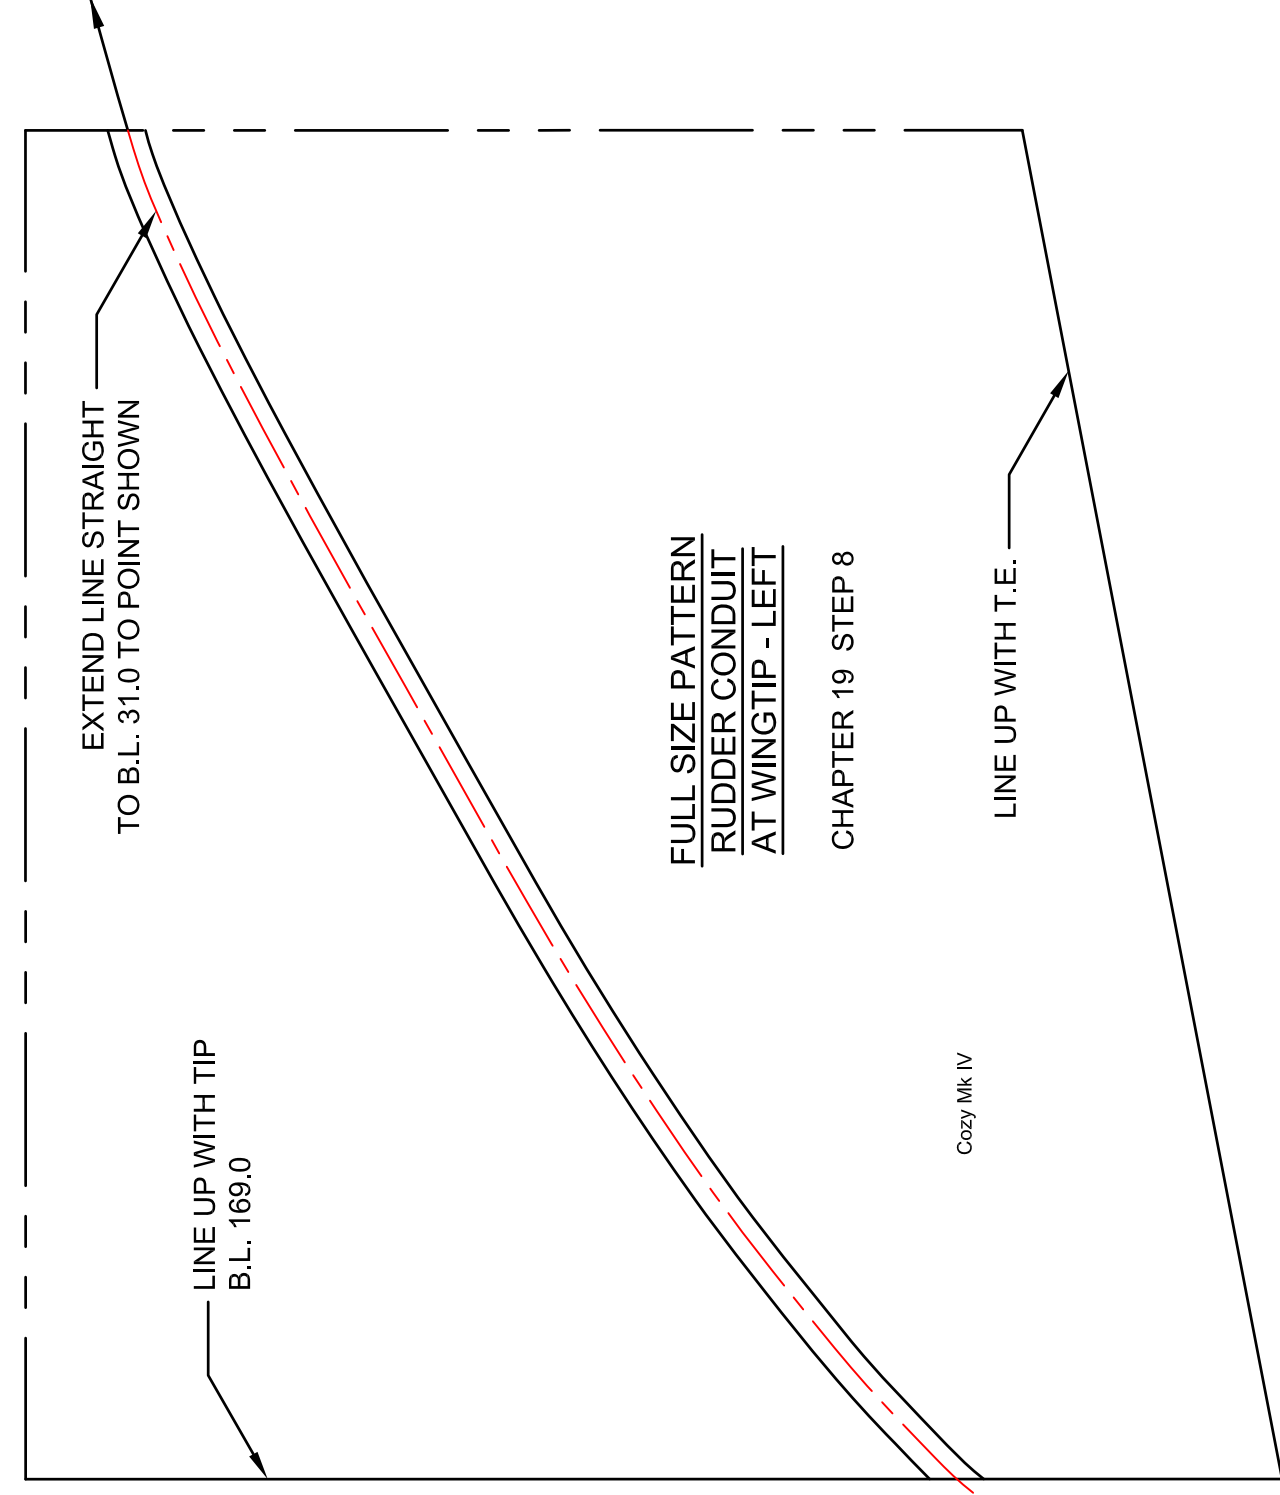 EXTEND LINE STRAIGHT
TO B.L. 31.0 TO POINT SHOWN
LINE UP WITH TIP
B.L. 169.0
FULL SIZE PATTERN
RUDDER CONDUIT
AT WINGTIP - LEFT
CHAPTER 19 STEP 8
Cozy Mk IV
LINE UP WITH T.E.